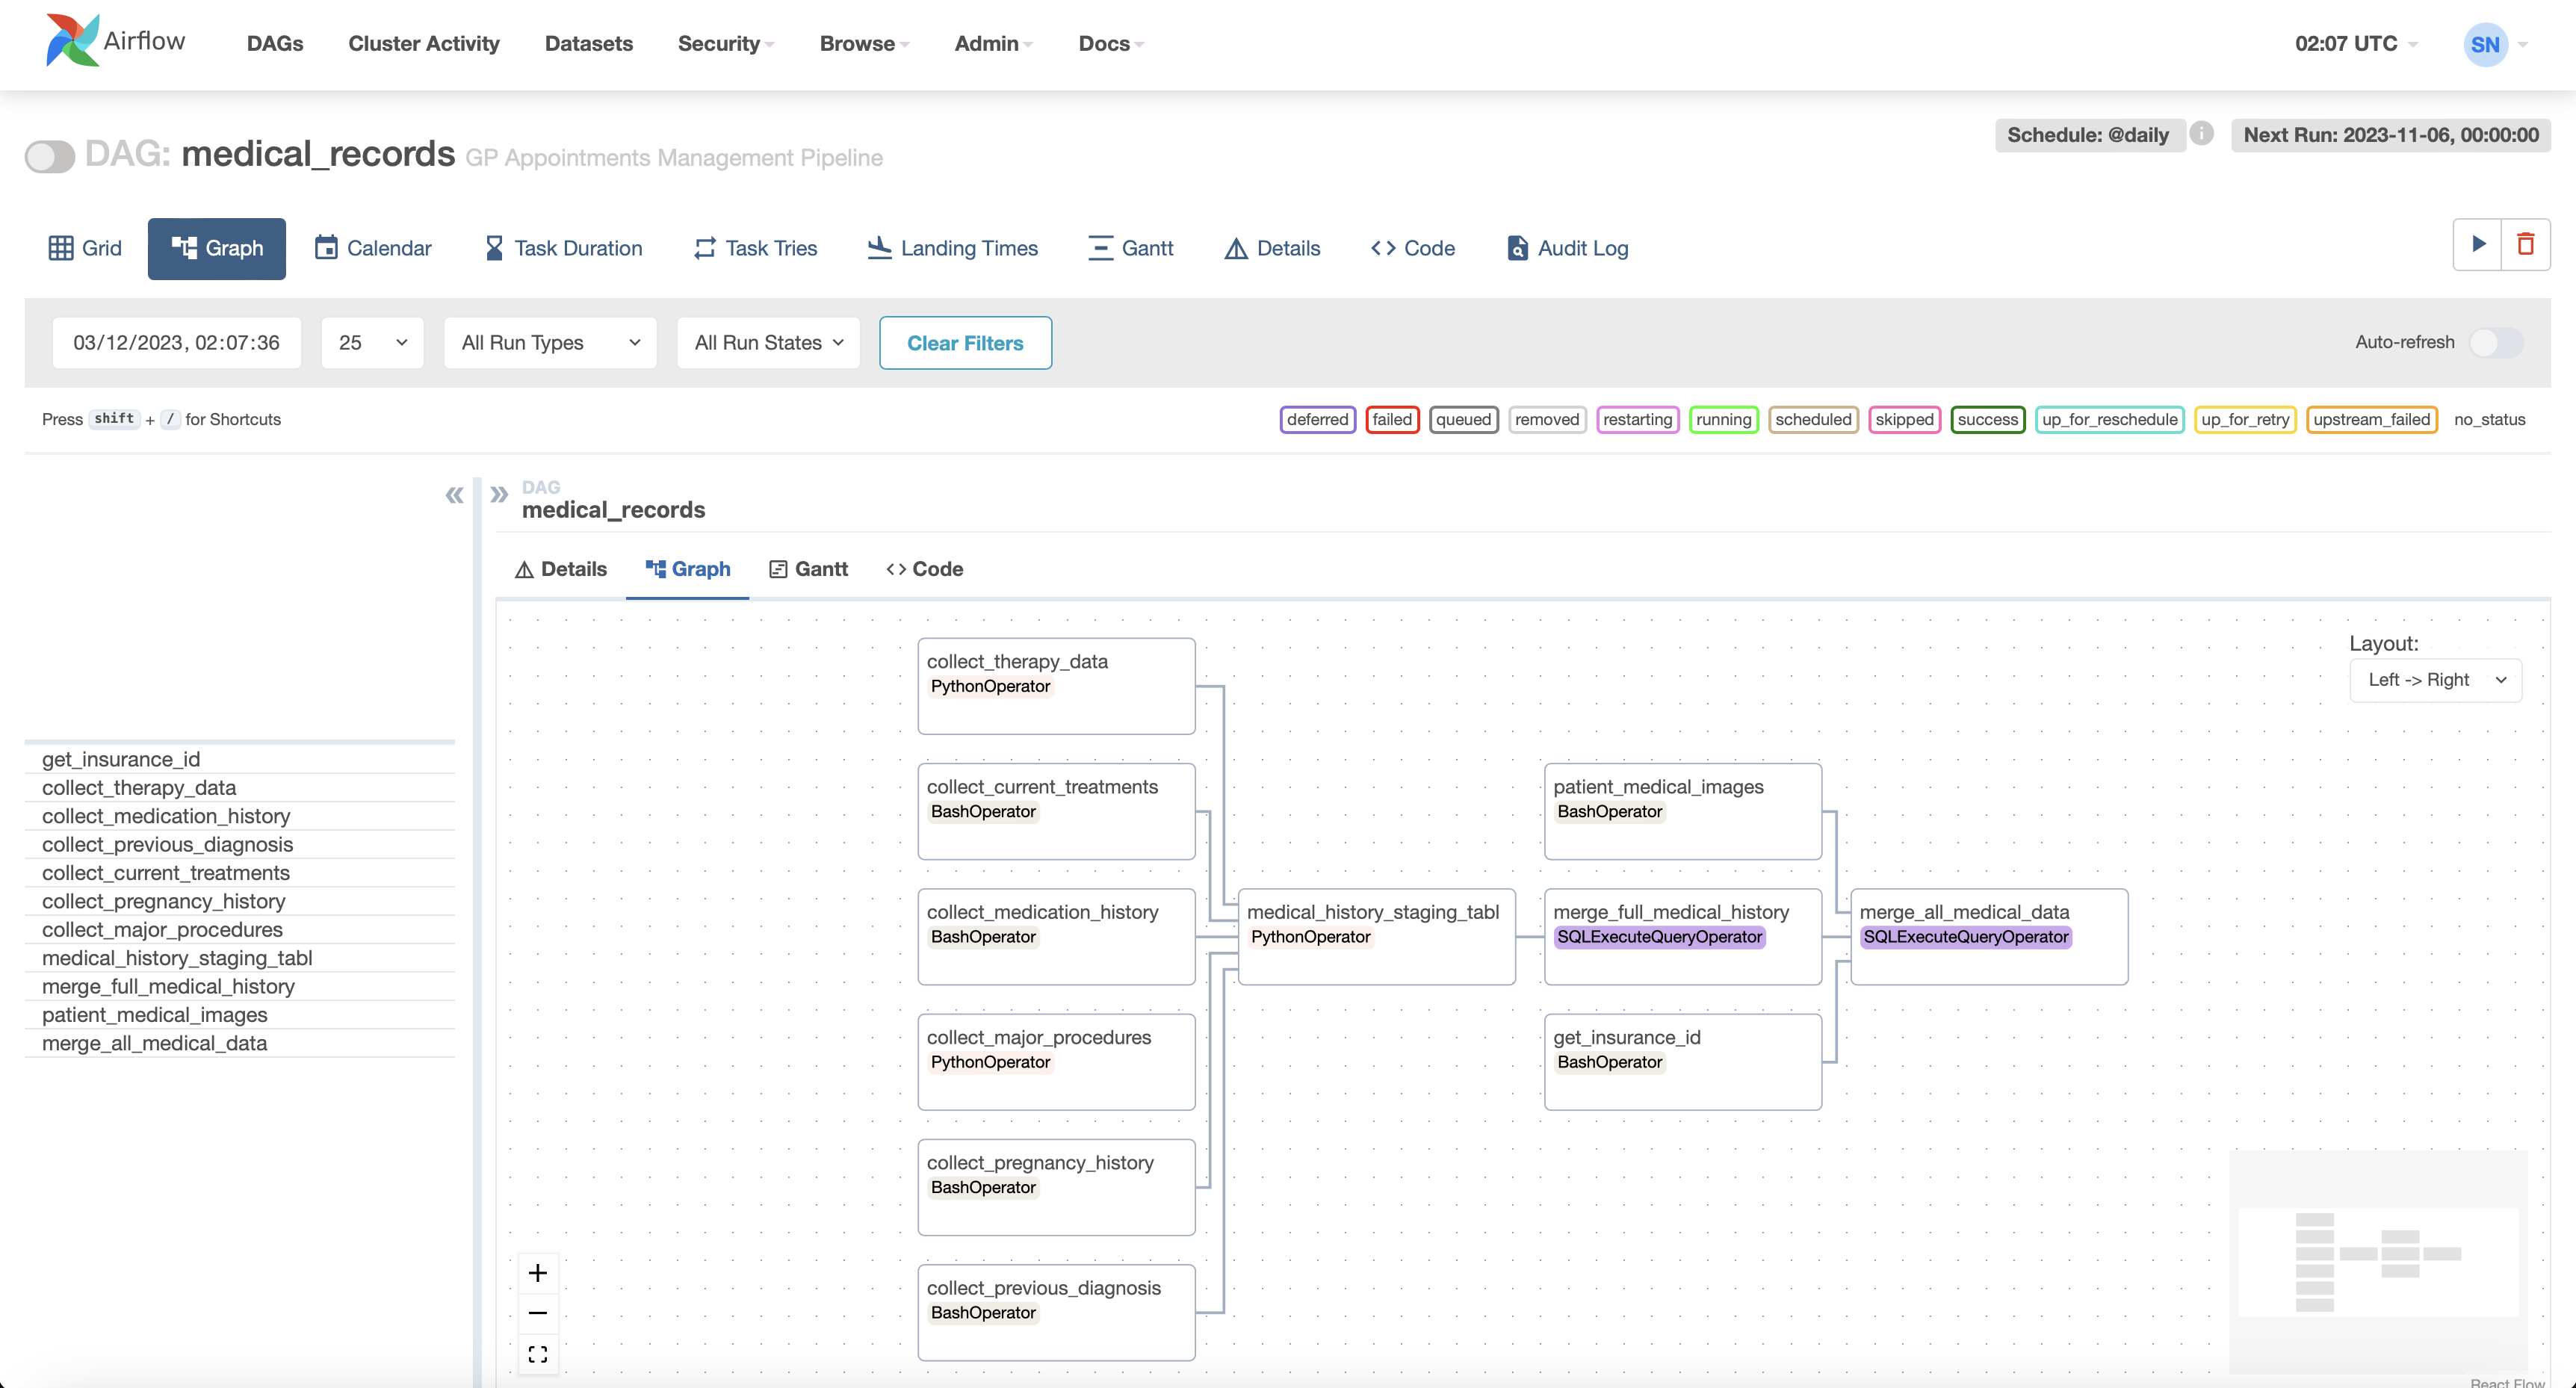 Airflow DAGs Cluster Activity Datasets Security Browse Admin Docs 02:07 UTC SN
Schedule: @daily i Next Run: 2023-11-06, 00:00:00
DAG: medical_records GP Appointments Management Pipeline
Grid Graph Calendar Task Duration Task Tries Landing Times Gantt Details Code Audit Log
03/12/2023, 02:07:36 25 All Run Types All Run States Clear Filters Auto-refresh
Press shift + / for Shortcuts deferred failed queued removed restarting running scheduled skipped success up_for_reschedule up_for_retry upstream_failed no_status
DAG
medical_records
Details Graph Gantt Code
get_insurance_id
collect_therapy_data
collect_medication_history
collect_previous_diagnosis
collect_current_treatments
collect_pregnancy_history
collect_major_procedures
medical_history_staging_tabl
merge_full_medical_history
patient_medical_images
merge_all_medical_data
Layout:
Left -> Right
collect_therapy_data
PythonOperator
collect_current_treatments
BashOperator
collect_medication_history
BashOperator
collect_major_procedures
PythonOperator
collect_pregnancy_history
BashOperator
collect_previous_diagnosis
BashOperator
medical_history_staging_tabl
PythonOperator
patient_medical_images
BashOperator
merge_full_medical_history
SQLExecuteQueryOperator
get_insurance_id
BashOperator
merge_all_medical_data
SQLExecuteQueryOperator
React Flow